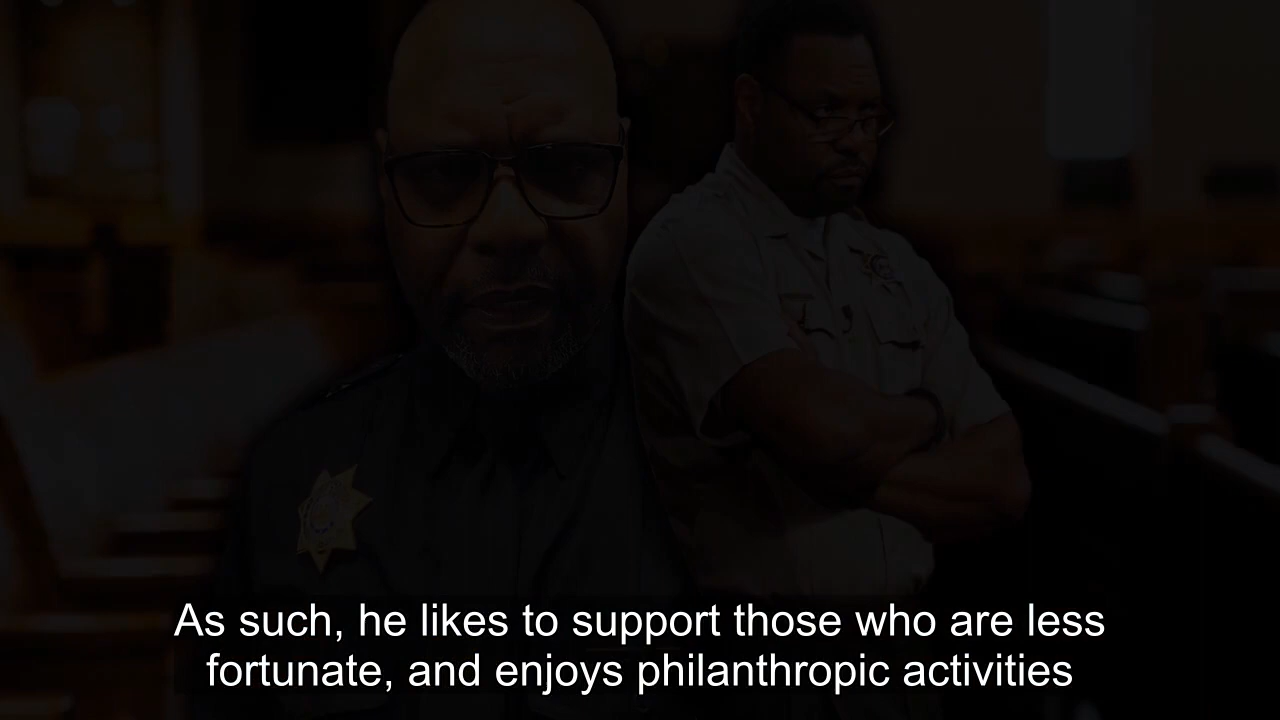 As such, he likes to support those who are less
fortunate, and enjoys philanthropic activities